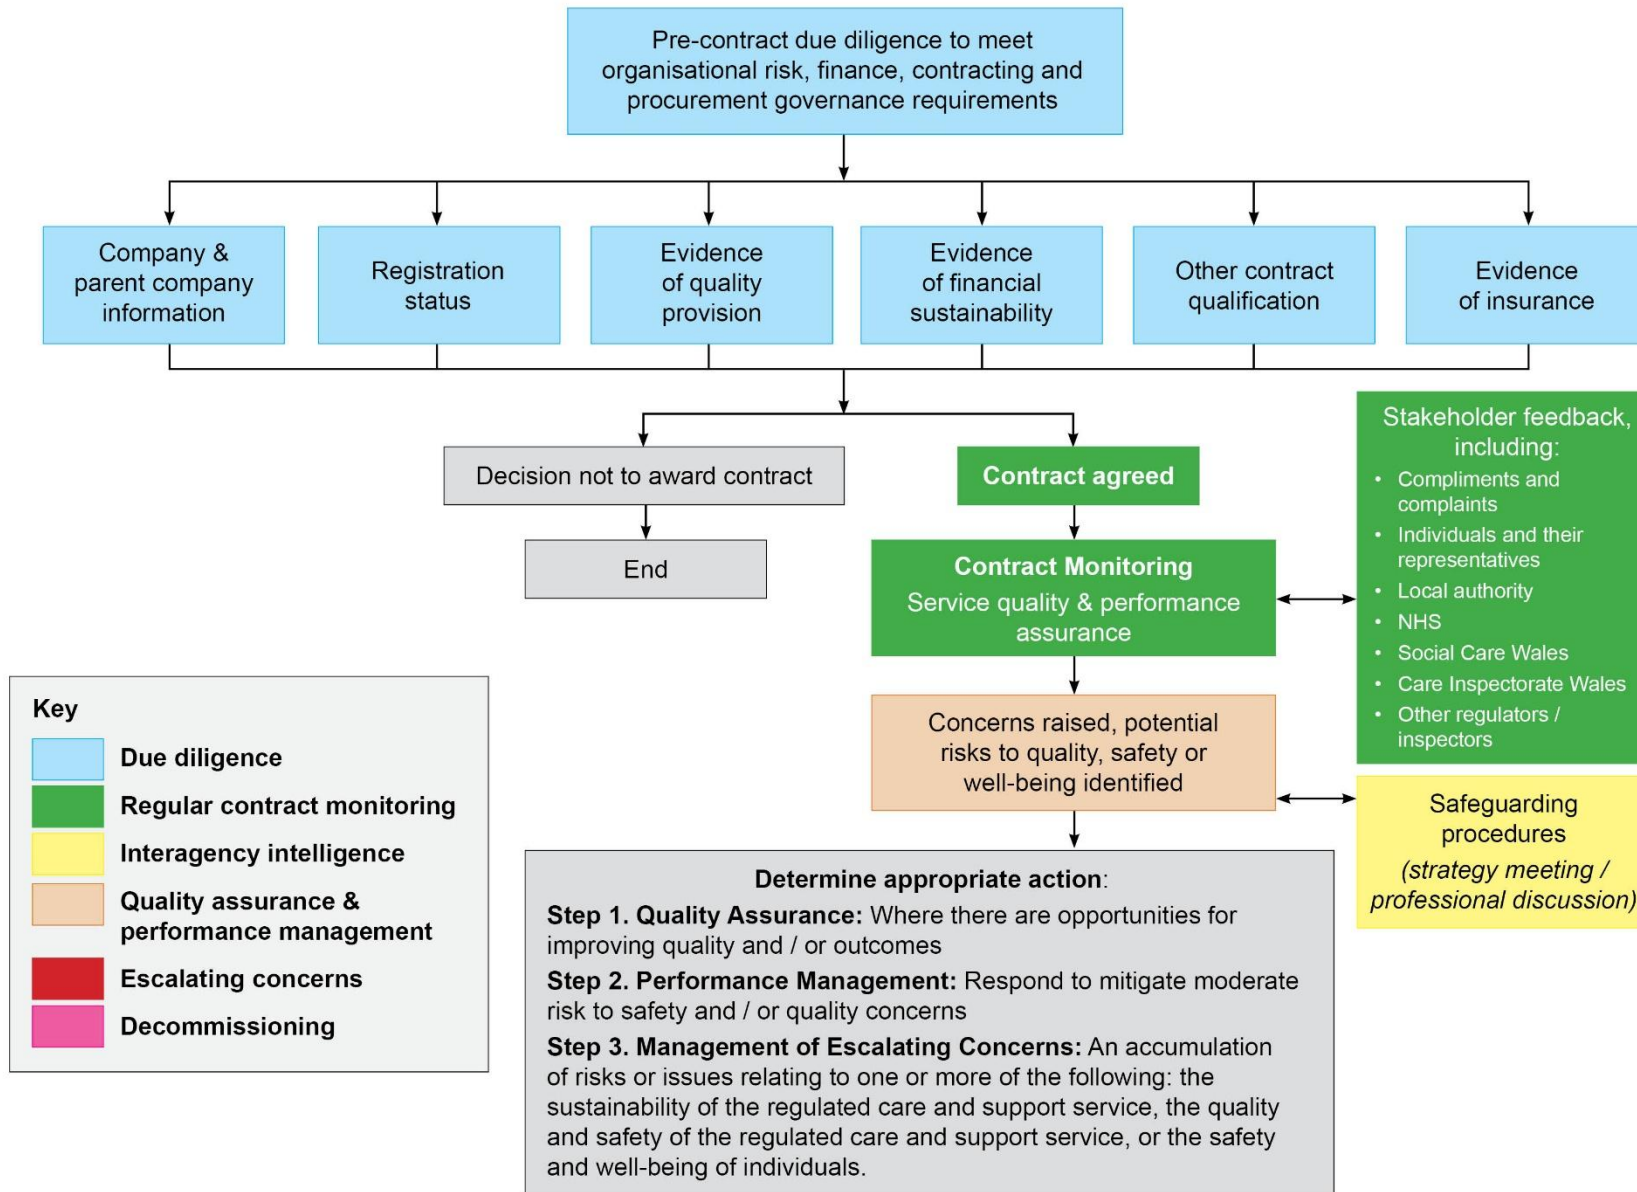 Pre-contract due diligence to meet
organisational risk, finance, contracting and
procurement governance requirements
Company &
parent company
information
Registration
status
Evidence
of quality
provision
Evidence
of financial
sustainability
Other contract
qualification
Evidence
of insurance
Decision not to award contract
End
Contract agreed
Contract Monitoring
Service quality & performance
assurance
Stakeholder feedback,
including:
• Compliments and
complaints
• Individuals and their
representatives
• Local authority
• NHS
• Social Care Wales
• Care Inspectorate Wales
• Other regulators /
inspectors
Concerns raised, potential
risks to quality, safety or
well-being identified
Safeguarding
procedures
(strategy meeting /
professional discussion)
Determine appropriate action:
Step 1. Quality Assurance: Where there are opportunities for
improving quality and / or outcomes
Step 2. Performance Management: Respond to mitigate moderate
risk to safety and / or quality concerns
Step 3. Management of Escalating Concerns: An accumulation
of risks or issues relating to one or more of the following: the
sustainability of the regulated care and support service, the quality
and safety of the regulated care and support service, or the safety
and well-being of individuals.
Key
Due diligence
Regular contract monitoring
Interagency intelligence
Quality assurance &
performance management
Escalating concerns
Decommissioning